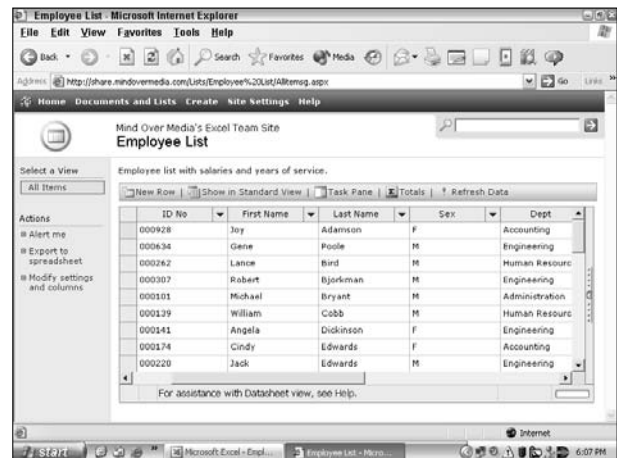 Employee List - Microsoft Internet Explorer
File Edit View Favorites Tools Help
Back Search Favorites Media
Address http://share.mindovermedia.com/Lists/Employee%20List/AllItemsg.aspx Go Links »
Home Documents and Lists Create Site Settings Help
Mind Over Media's Excel Team Site
Employee List
Select a View
All Items
Actions
Alert me
Export to
spreadsheet
Modify settings
and columns
Employee list with salaries and years of service.
New Row | Show in Standard View | Task Pane | Totals | Refresh Data
ID No First Name Last Name Sex Dept
000928 Joy Adamson F Accounting
000634 Gene Poole M Engineering
000262 Lance Bird M Human Resourc
000307 Robert Bjorkman M Engineering
000101 Michael Bryant M Administration
000139 William Cobb M Human Resourc
000141 Angela Dickinson F Engineering
000174 Cindy Edwards F Accounting
000220 Jack Edwards M Engineering
For assistance with Datasheet view, see Help.
Internet
start » Microsoft Excel - Empl... Employee List - Micro... 6:07 PM